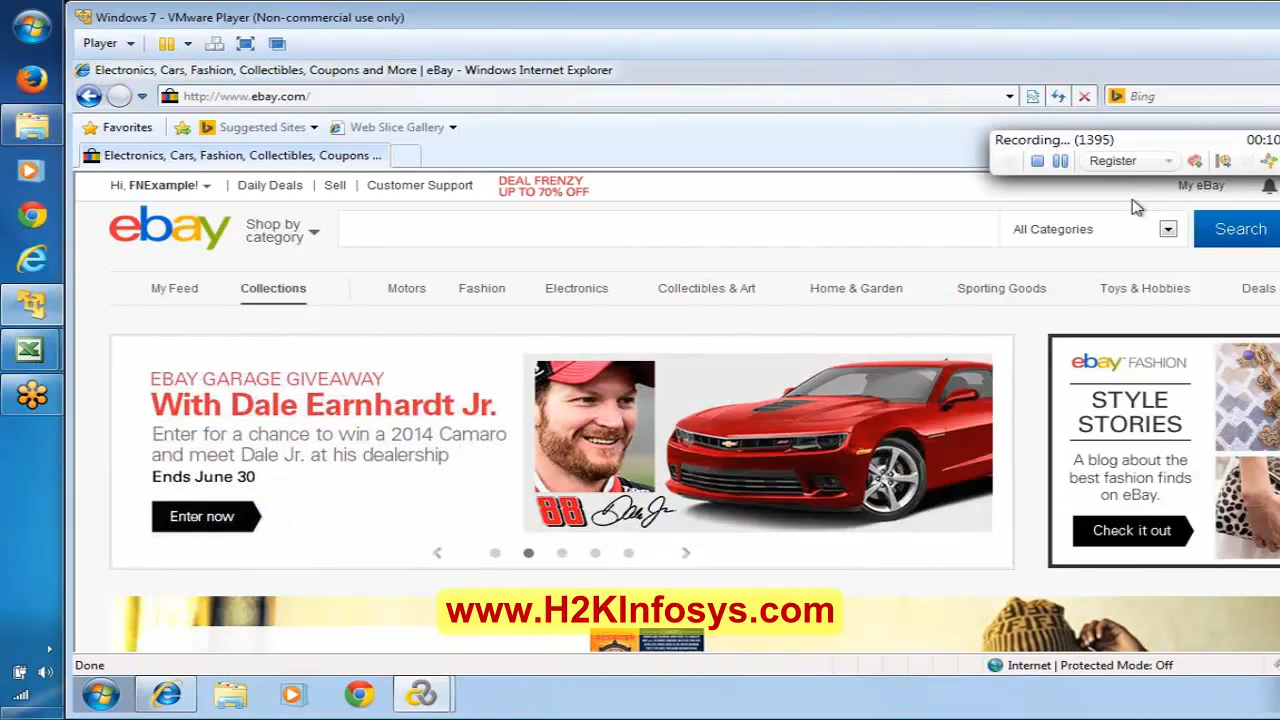 Windows 7 - VMware Player (Non-commercial use only)
Player
Electronics, Cars, Fashion, Collectibles, Coupons and More | eBay - Windows Internet Explorer
http://www.ebay.com/
Bing
Favorites Suggested Sites Web Slice Gallery
Recording... (1395) 00:10
Electronics, Cars, Fashion, Collectibles, Coupons ...
Register
Hi, FNExample! Daily Deals Sell Customer Support
DEAL FRENZY
UP TO 70% OFF
My eBay
ebay
Shop by
category
All Categories
Search
My Feed Collections Motors Fashion Electronics Collectibles & Art Home & Garden Sporting Goods Toys & Hobbies Deals
EBAY GARAGE GIVEAWAY
With Dale Earnhardt Jr.
Enter for a chance to win a 2014 Camaro
and meet Dale Jr. at his dealership
Ends June 30
Enter now
88
ebay FASHION
STYLE
STORIES
A blog about the
best fashion finds
on eBay.
Check it out
www.H2KInfosys.com
Done
Internet | Protected Mode: Off